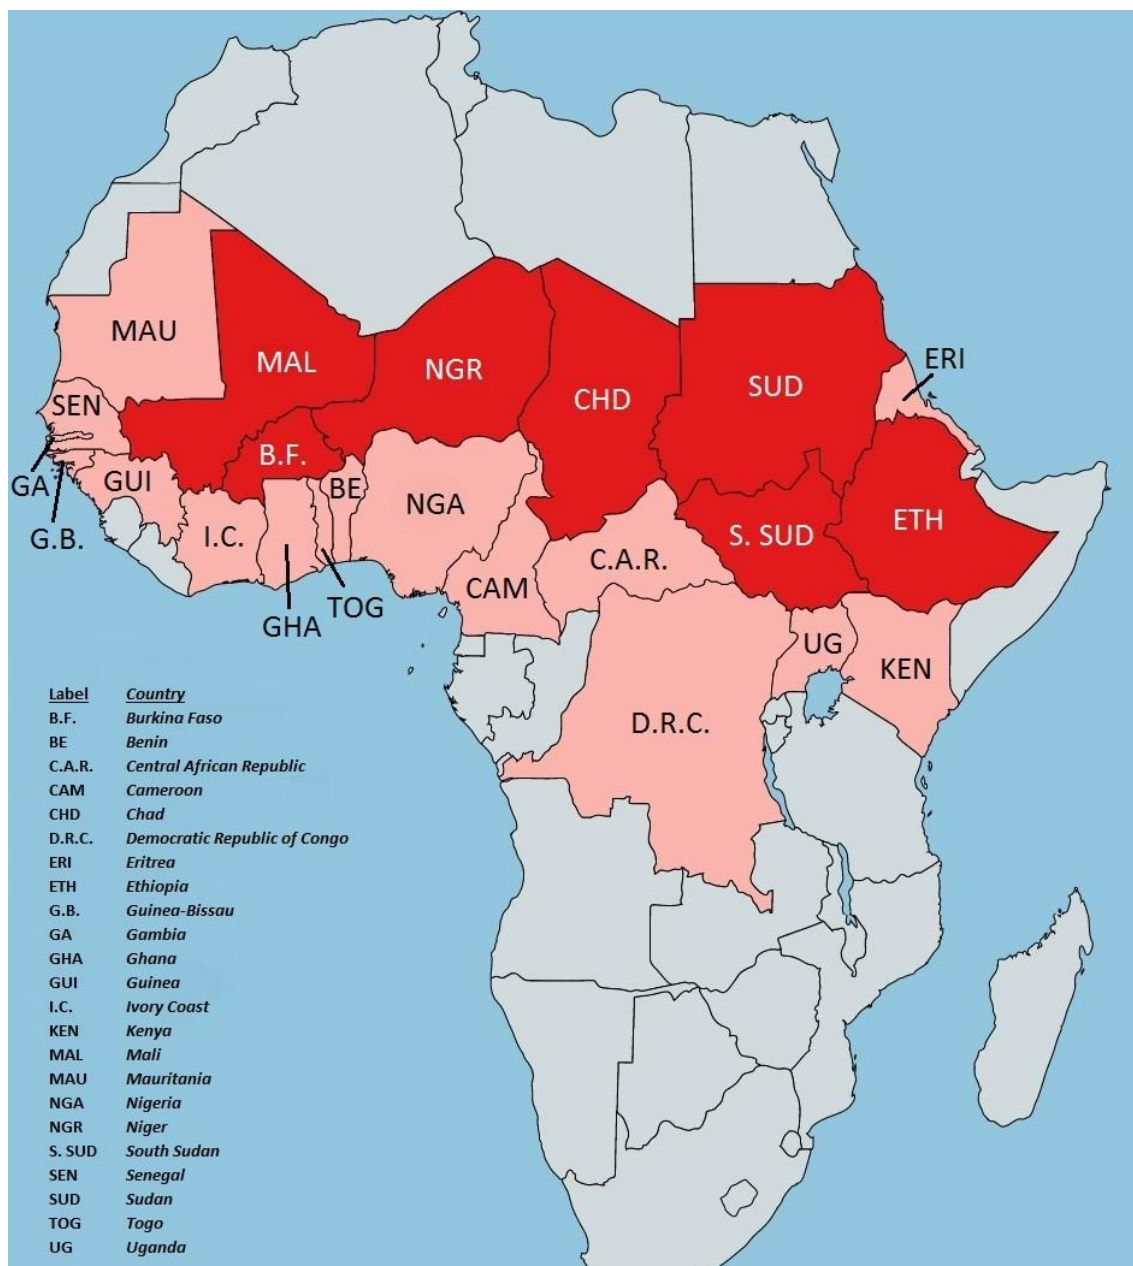 MAU
MAL
NGR
CHD
SUD
ERI
SEN
GA
GUI
B.F.
BE
NGA
G.B.
I.C.
GHA
TOG
CAM
C.A.R.
S. SUD
ETH
UG
KEN
D.R.C.
Label Country
B.F. Burkina Faso
BE Benin
C.A.R. Central African Republic
CAM Cameroon
CHD Chad
D.R.C. Democratic Republic of Congo
ERI Eritrea
ETH Ethiopia
G.B. Guinea-Bissau
GA Gambia
GHA Ghana
GUI Guinea
I.C. Ivory Coast
KEN Kenya
MAL Mali
MAU Mauritania
NGA Nigeria
NGR Niger
S. SUD South Sudan
SEN Senegal
SUD Sudan
TOG Togo
UG Uganda